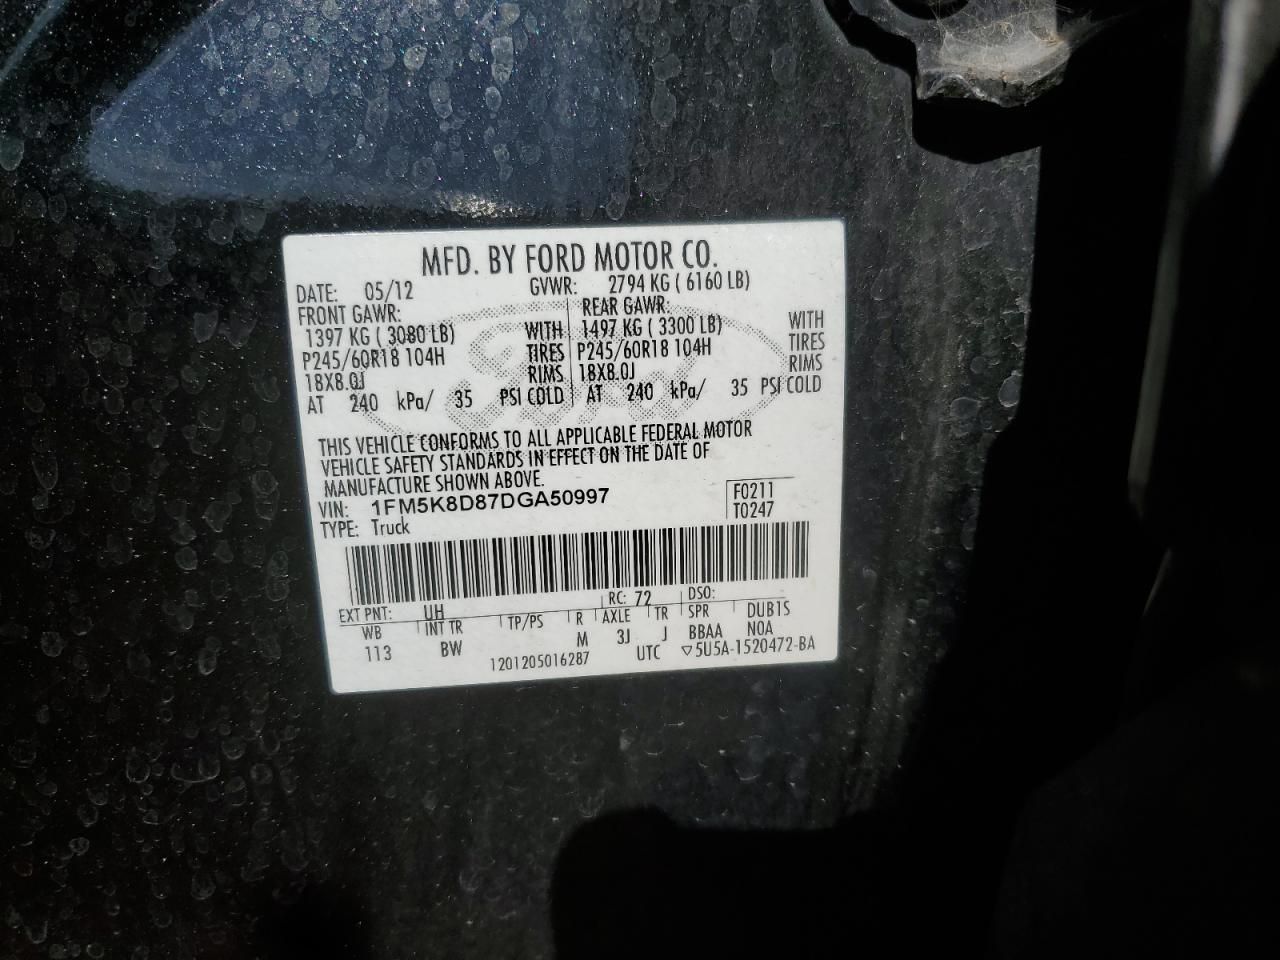 MFD. BY FORD MOTOR CO.
DATE: 05/12 GVWR: 2794 KG ( 6160 LB)
FRONT GAWR: REAR GAWR:
1397 KG ( 3080 LB) WITH 1497 KG ( 3300 LB) WITH
P245/60R18 104H TIRES P245/60R18 104H TIRES
18X8.0J RIMS 18X8.0J RIMS
AT 240 kPa/ 35 PSI COLD AT 240 kPa/ 35 PSI COLD
THIS VEHICLE CONFORMS TO ALL APPLICABLE FEDERAL MOTOR
VEHICLE SAFETY STANDARDS IN EFFECT ON THE DATE OF
MANUFACTURE SHOWN ABOVE.
VIN: 1FM5K8D87DGA50997 F0211
TYPE: Truck T0247
EXT PNT: UH RC: 72 DSO:
WB INT TR TP/PS R AXLE TR SPR DUB1S
113 BW M 3J J BBAA NOA
1201205016287 UTC ▽5U5A-1520472-BA